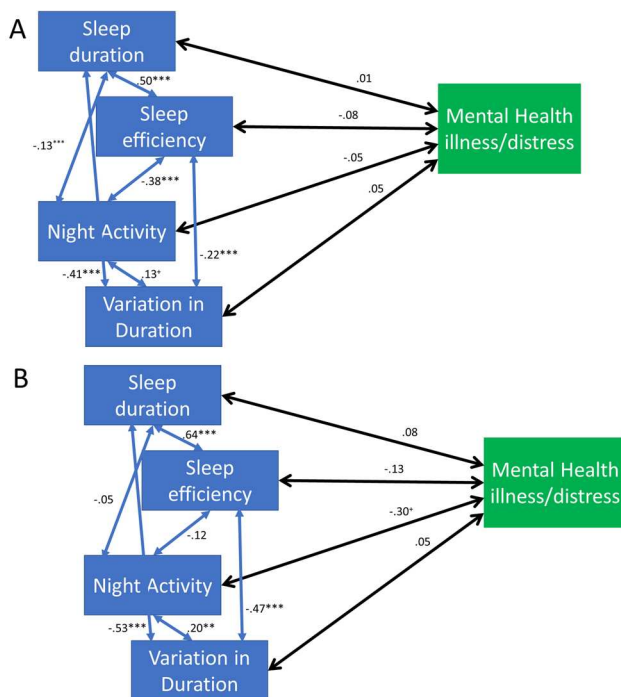 A
Sleep
duration
.50***
.01
Sleep
efficiency
-.08
Mental Health
illness/distress
-.13***
-.38***
-.05
.05
Night Activity
-.22***
-.41***
.13+
Variation in
Duration
B
Sleep
duration
.64***
.08
Sleep
efficiency
-.13
Mental Health
illness/distress
-.05
-.12
-.30+
.05
Night Activity
-.47***
-.53***
.20**
Variation in
Duration